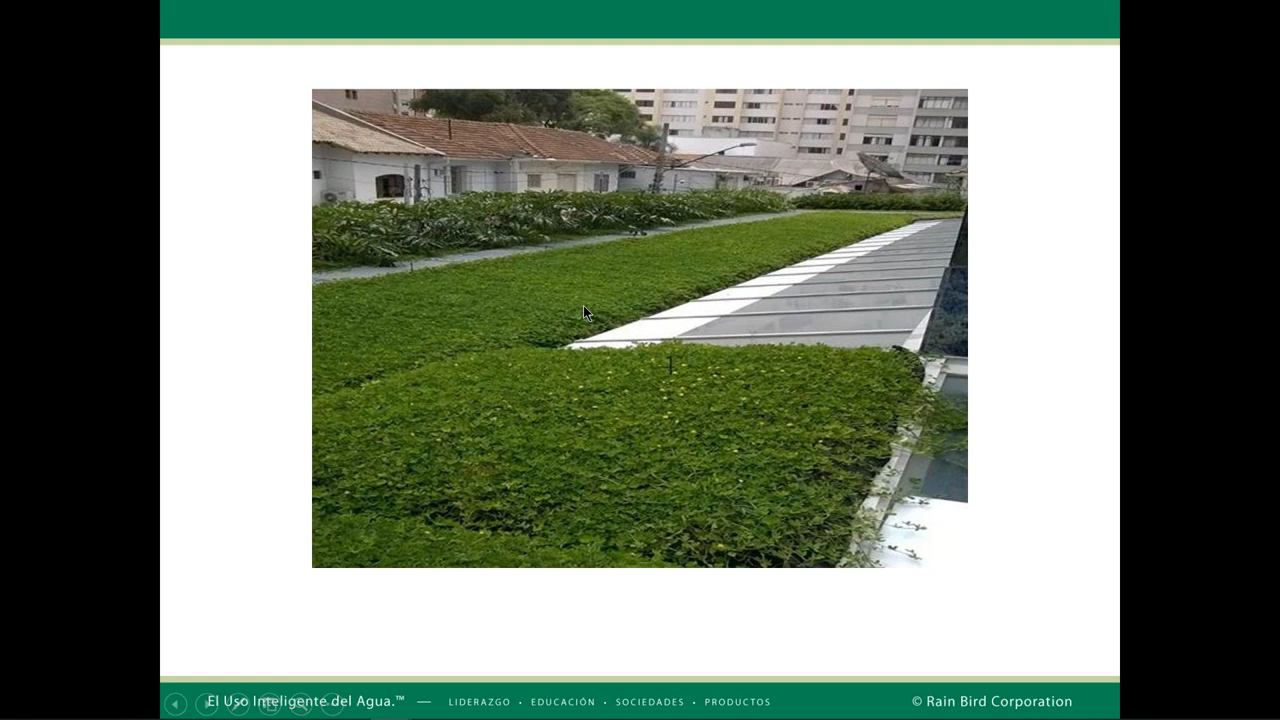 El Uso Inteligente del Agua.™ — LIDERAZGO • EDUCACIÓN • SOCIEDADES • PRODUCTOS © Rain Bird Corporation